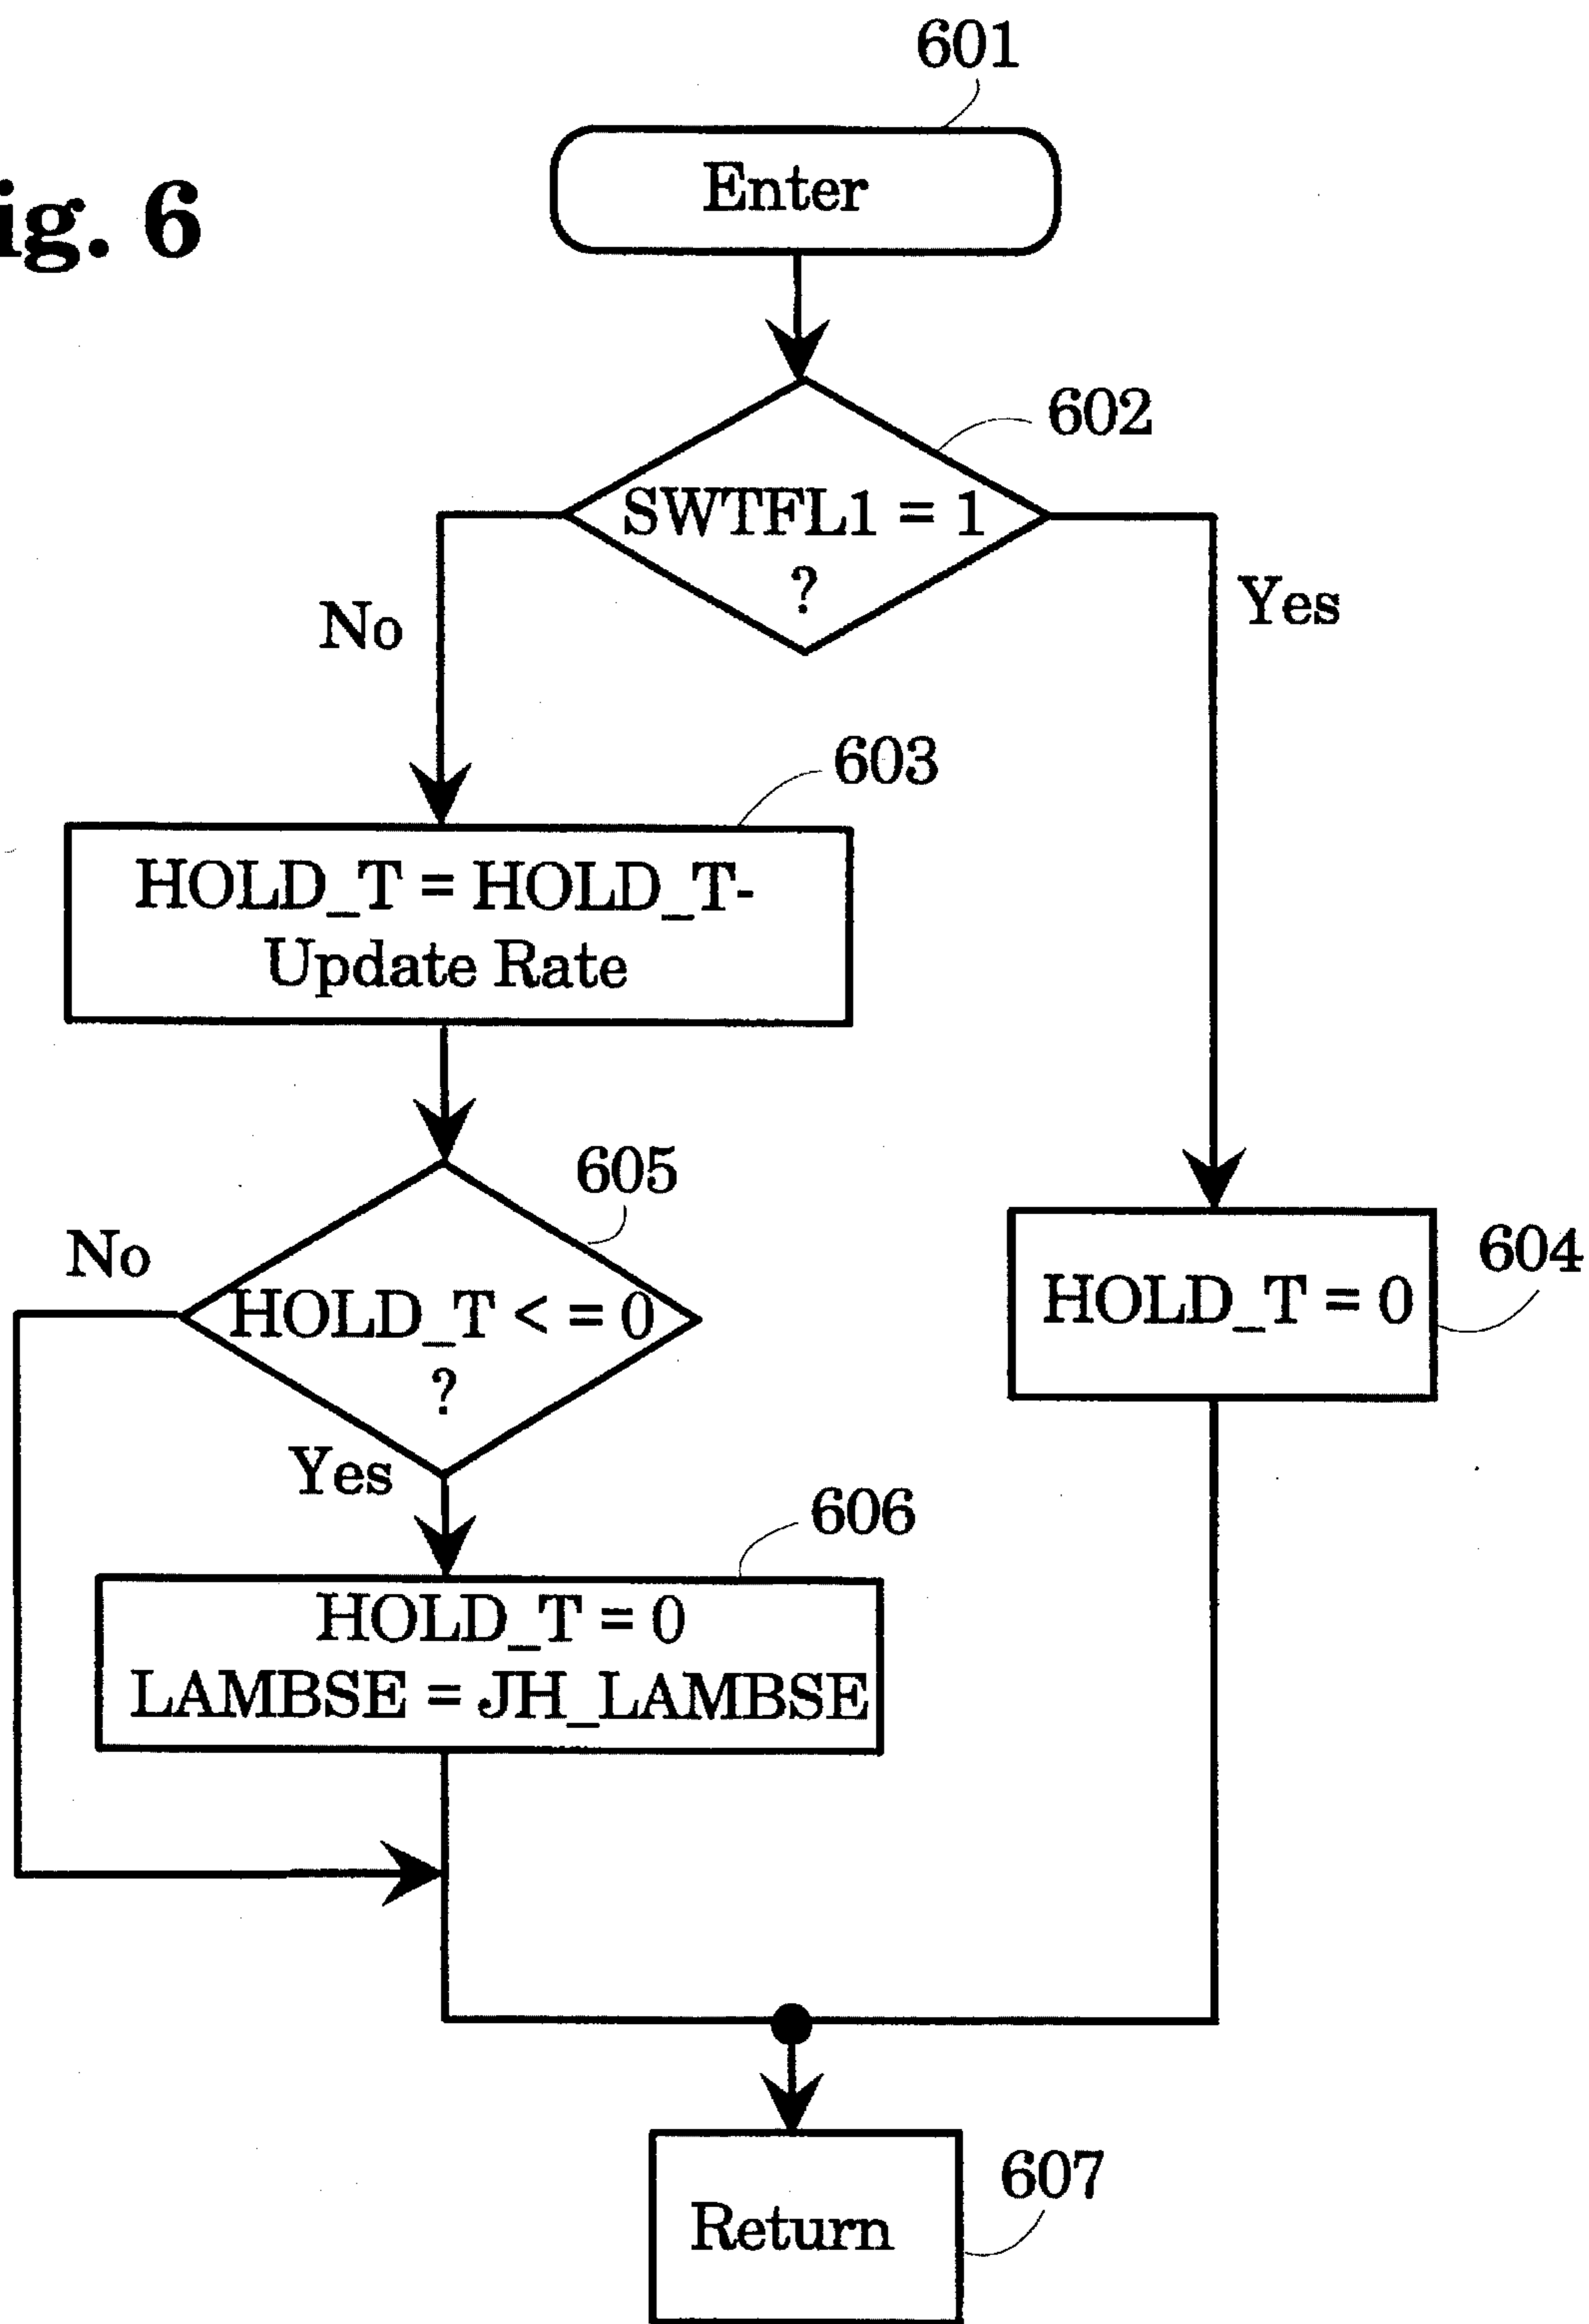 ig. 6
601
Enter
602
SWTFL1 = 1
?
No
Yes
603
HOLD_T = HOLD_T-
Update Rate
605
No
HOLD_T < = 0
?
Yes
604
HOLD_T = 0
606
HOLD_T = 0
LAMBSE = JH_LAMBSE
607
Return